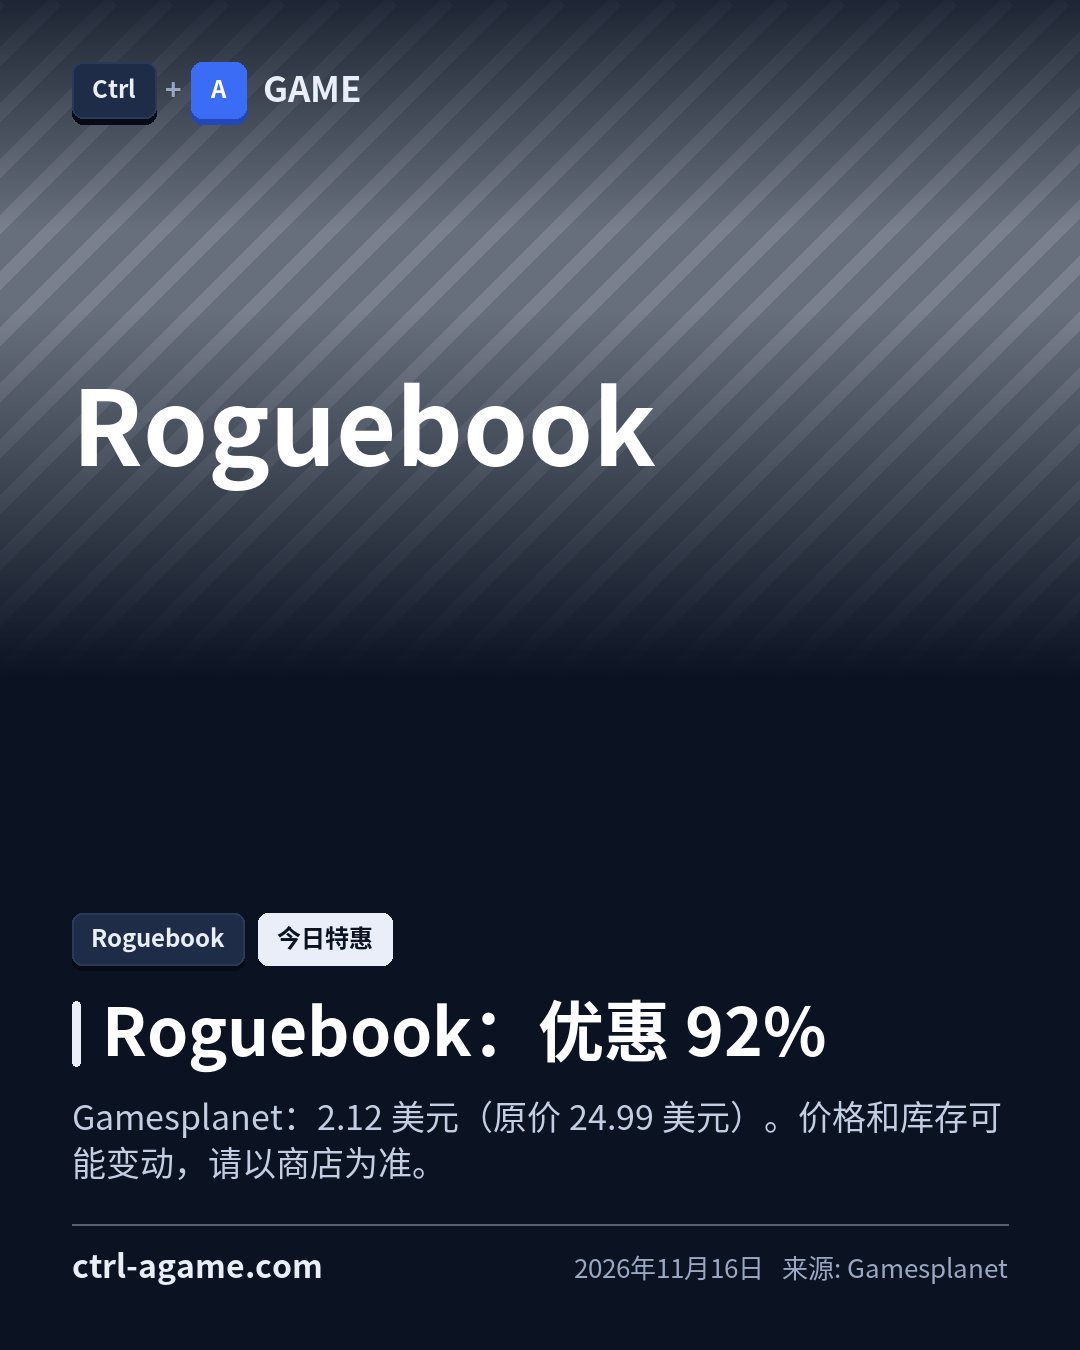 Ctrl + A GAME
Roguebook
Roguebook 今日特惠
Roguebook：优惠 92%
Gamesplanet：2.12 美元（原价 24.99 美元）。价格和库存可
能变动，请以商店为准。
ctrl-agame.com 2026年11月16日 来源: Gamesplanet